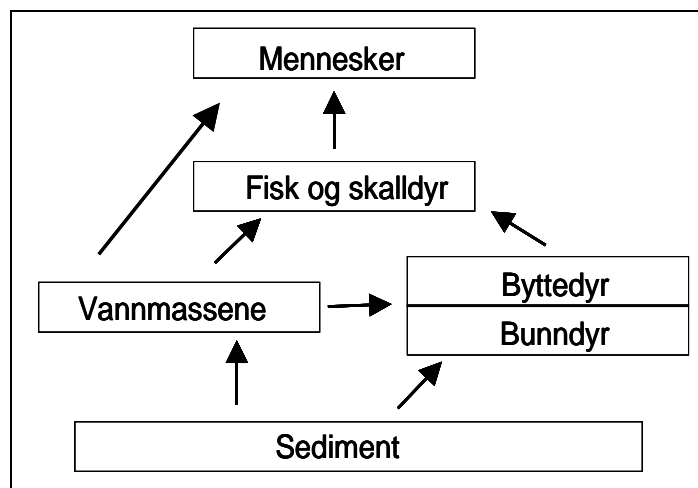 Mennesker
Fisk og skalldyr
Vannmassene
Byttedyr
Bunndyr
Sediment